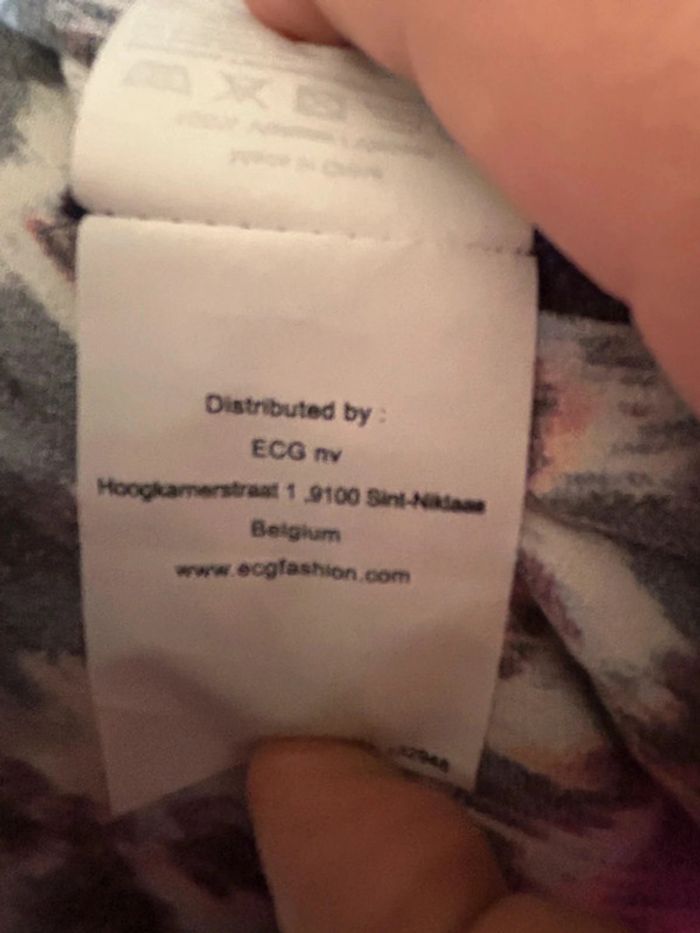 Distributed by :
ECG nv
Hoogkamerstraat 1 ,9100 Sint-Niklaas
Belgium
www.ecgfashion.com